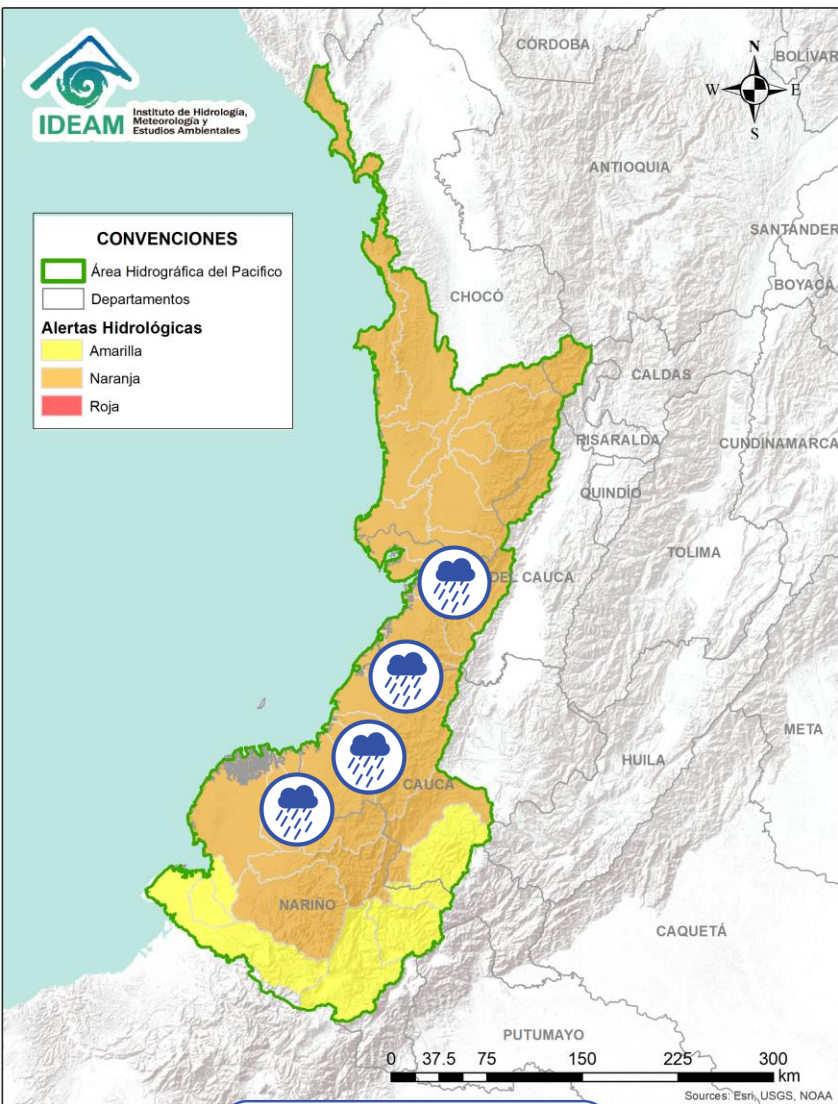 IDEAM
Instituto de Hidrología,
Meteorología y
Estudios Ambientales
CÓRDOBA
BOLÍVAR
N
W
E
S
ANTIOQUIA
SANTANDER
BOYACÁ
CONVENCIONES
Área Hidrográfica del Pacifico
Departamentos
Alertas Hidrológicas
Amarilla
Naranja
Roja
CHOCÓ
CALDAS
RISARALDA
CUNDINAMARCA
QUINDÍO
TOLIMA
DEL CAUCA
META
HUILA
CAUCA
NARIÑO
CAQUETÁ
PUTUMAYO
0 37.5 75 150 225 300
km
Sources: Esri, USGS, NOAA